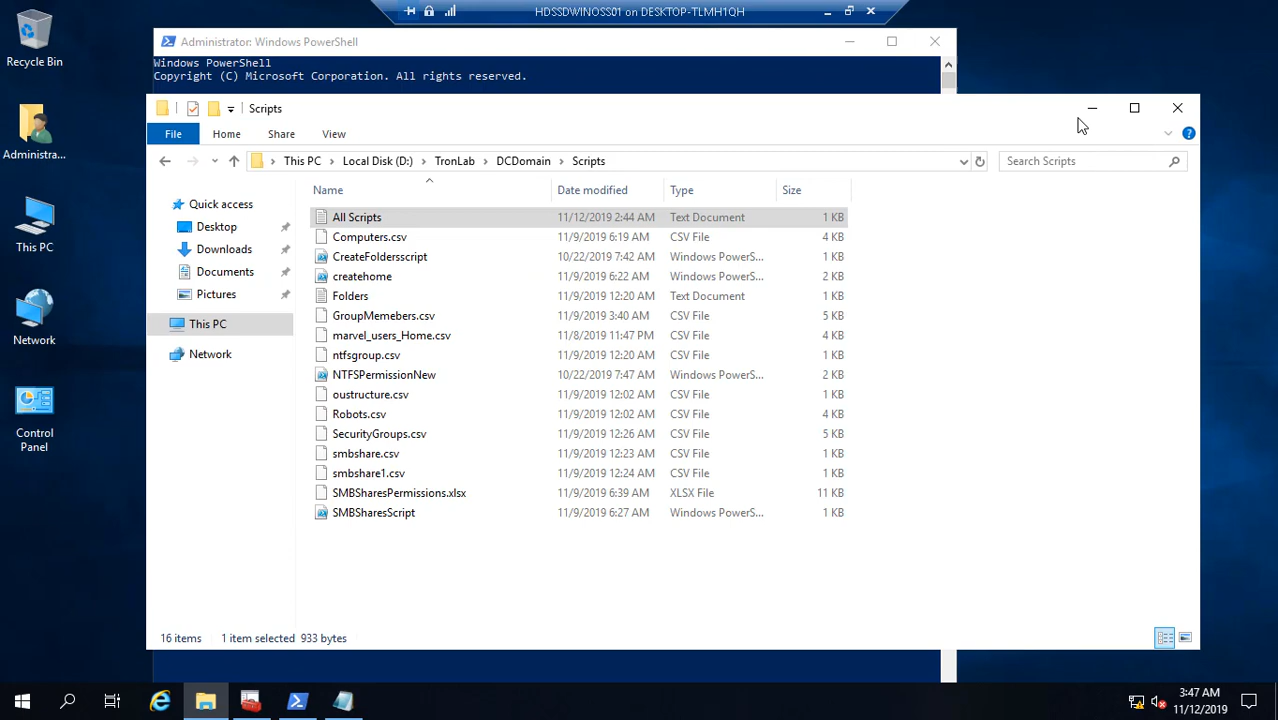 HDSSDWINOSS01 on DESKTOP-TLMH1QH
Recycle Bin
Administra...
This PC
Network
Control
Panel
Administrator: Windows PowerShell
Windows PowerShell
Copyright (C) Microsoft Corporation. All rights reserved.
Scripts
File Home Share View
This PC Local Disk (D:) TronLab DCDomain Scripts
Search Scripts
Quick access
Desktop
Downloads
Documents
Pictures
This PC
Network
Name Date modified Type Size
All Scripts 11/12/2019 2:44 AM Text Document 1 KB
Computers.csv 11/9/2019 6:19 AM CSV File 4 KB
CreateFoldersscript 10/22/2019 7:42 AM Windows PowerS... 1 KB
createhome 11/9/2019 6:22 AM Windows PowerS... 2 KB
Folders 11/9/2019 12:20 AM Text Document 1 KB
GroupMemebers.csv 11/9/2019 3:40 AM CSV File 5 KB
marvel_users_Home.csv 11/8/2019 11:47 PM CSV File 4 KB
ntfsgroup.csv 11/9/2019 12:20 AM CSV File 1 KB
NTFSPermissionNew 10/22/2019 7:47 AM Windows PowerS... 2 KB
oustructure.csv 11/9/2019 12:02 AM CSV File 1 KB
Robots.csv 11/9/2019 12:02 AM CSV File 4 KB
SecurityGroups.csv 11/9/2019 12:26 AM CSV File 5 KB
smbshare.csv 11/9/2019 12:23 AM CSV File 1 KB
smbshare1.csv 11/9/2019 12:24 AM CSV File 1 KB
SMBSharesPermissions.xlsx 11/9/2019 6:39 AM XLSX File 11 KB
SMBSharesScript 11/9/2019 6:27 AM Windows PowerS... 1 KB
16 items 1 item selected 933 bytes
3:47 AM
11/12/2019